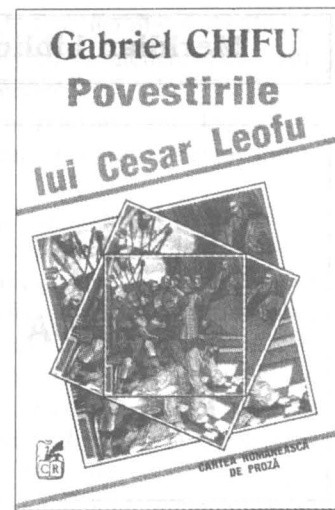 Gabriel CHIFU
Povestirile
lui Cesar Leofu
CR
CARTEA ROMÂNEASCĂ
DE PROZĂ